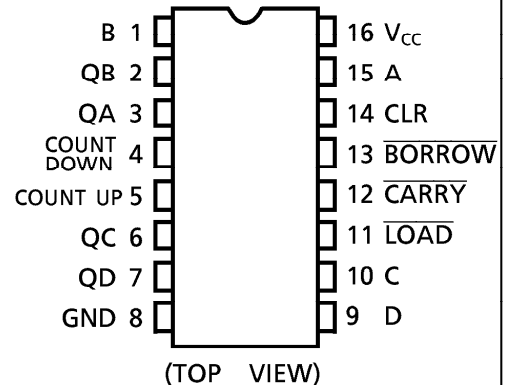 B 1
QB 2
QA 3
COUNT
DOWN 4
COUNT UP 5
QC 6
QD 7
GND 8
16 VCC
15 A
14 CLR
13 BORROW
12 CARRY
11 LOAD
10 C
9 D
(TOP VIEW)